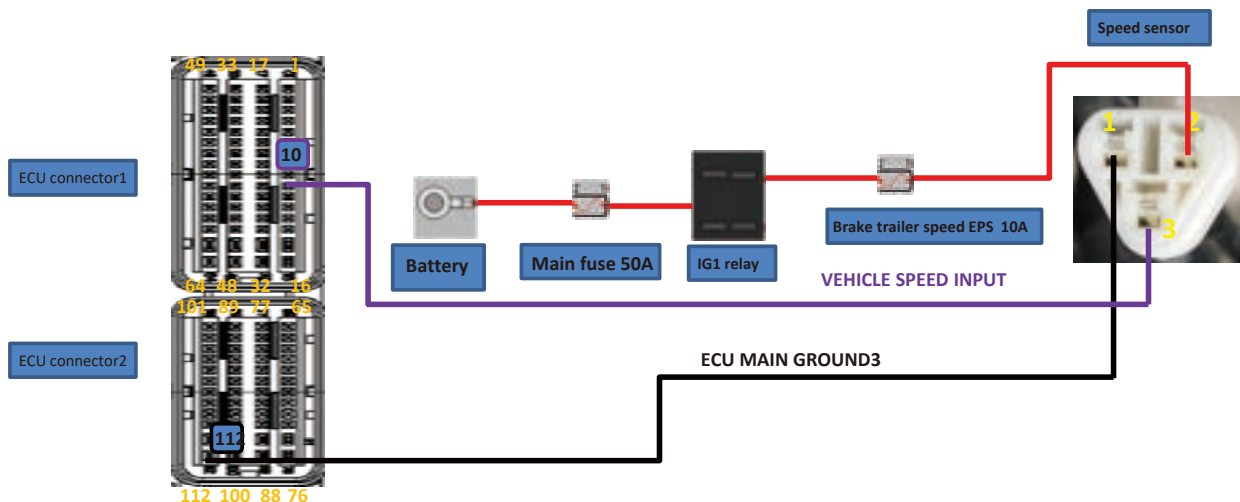 Speed sensor
49 33 17 1
1 2
10
ECU connector1
3
Brake trailer speed EPS 10A
Battery
Main fuse 50A
IG1 relay
VEHICLE SPEED INPUT
64 48 32 16
101 89 77 65
ECU connector2
ECU MAIN GROUND3
112
112 100 88 76